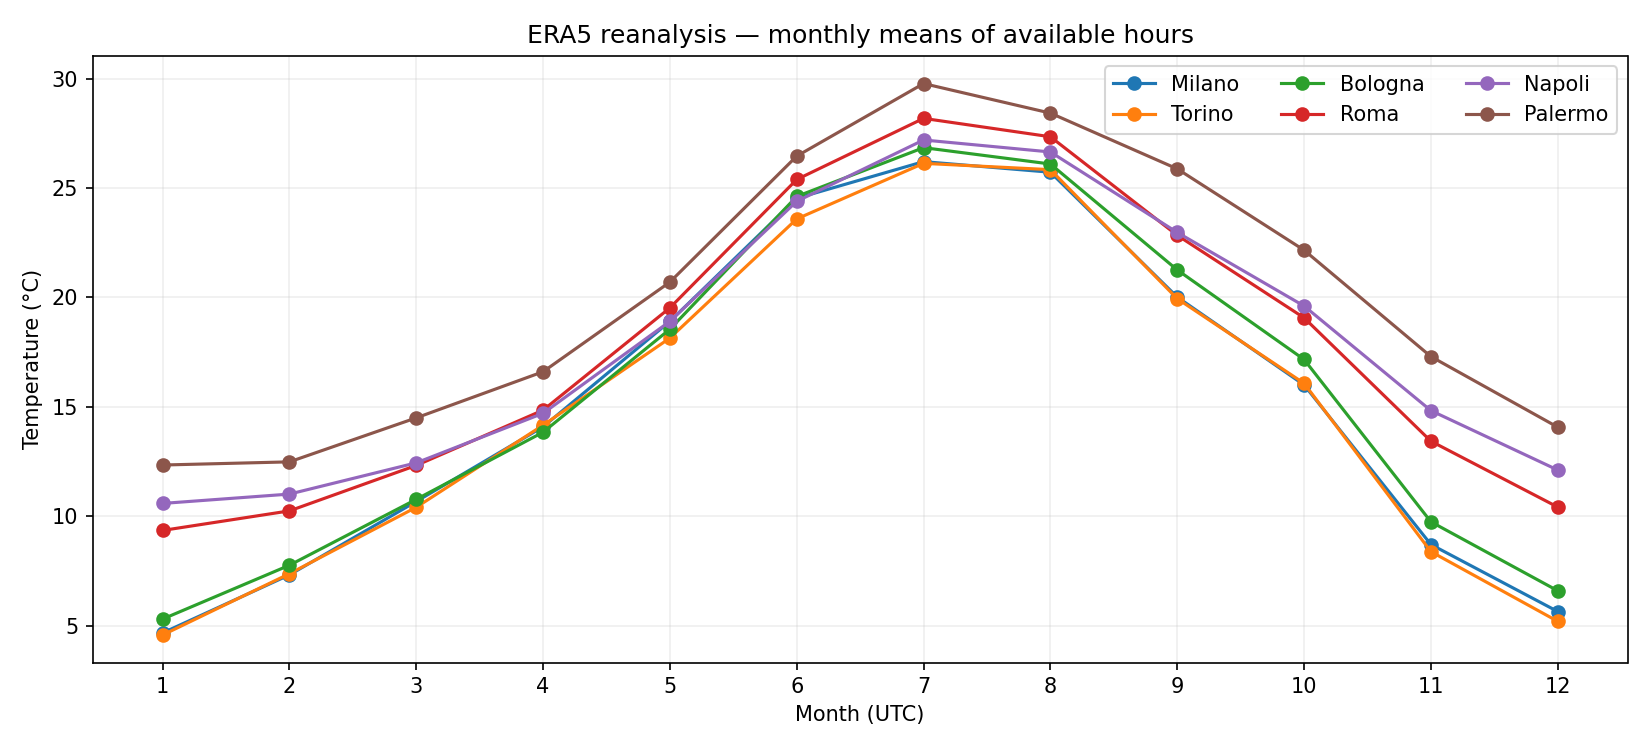 ERA5 reanalysis — monthly means of available hours
Milano
Torino
Bologna
Roma
Napoli
Palermo
Temperature (°C)
30
25
20
15
10
5
1 2 3 4 5 6 7 8 9 10 11 12
Month (UTC)